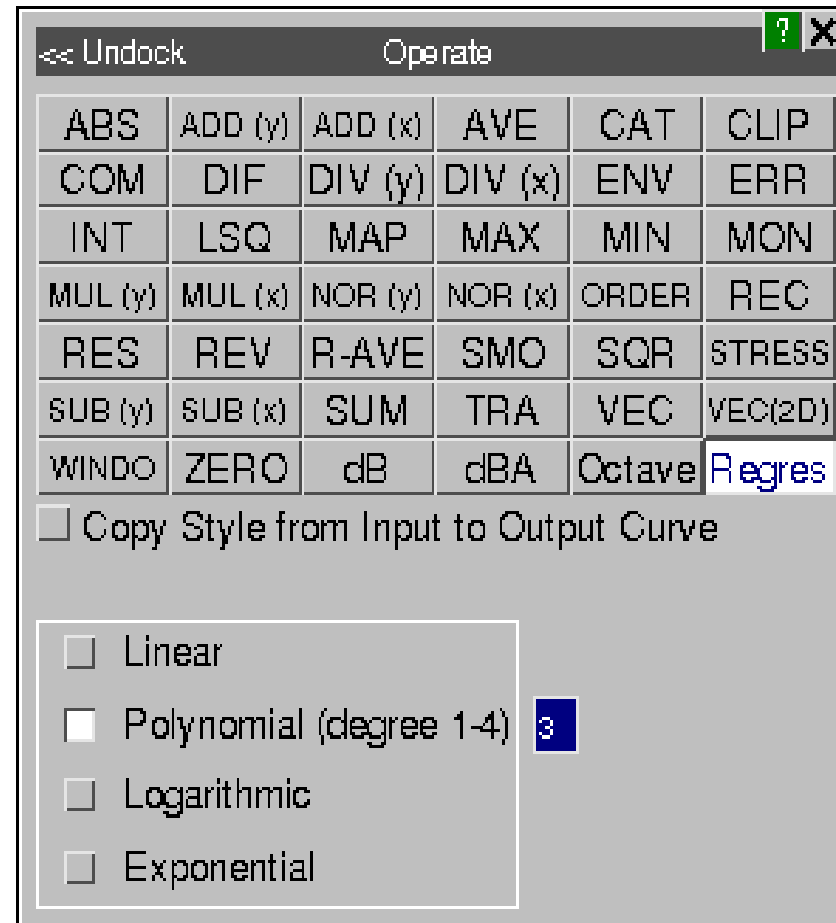 << Undock Operate ? X
ABS ADD (y) ADD (x) AVE CAT CLIP
COM DIF DIV (y) DIV (x) ENV ERR
INT LSQ MAP MAX MIN MON
MUL (y) MUL (x) NOR (y) NOR (x) ORDER REC
RES REV R-AVE SMO SQR STRESS
SUB (y) SUB (x) SUM TRA VEC VEC(2D)
WINDO ZERO dB dBA Octave Regres
Copy Style from Input to Output Curve
Linear
Polynomial (degree 1-4) 3
Logarithmic
Exponential